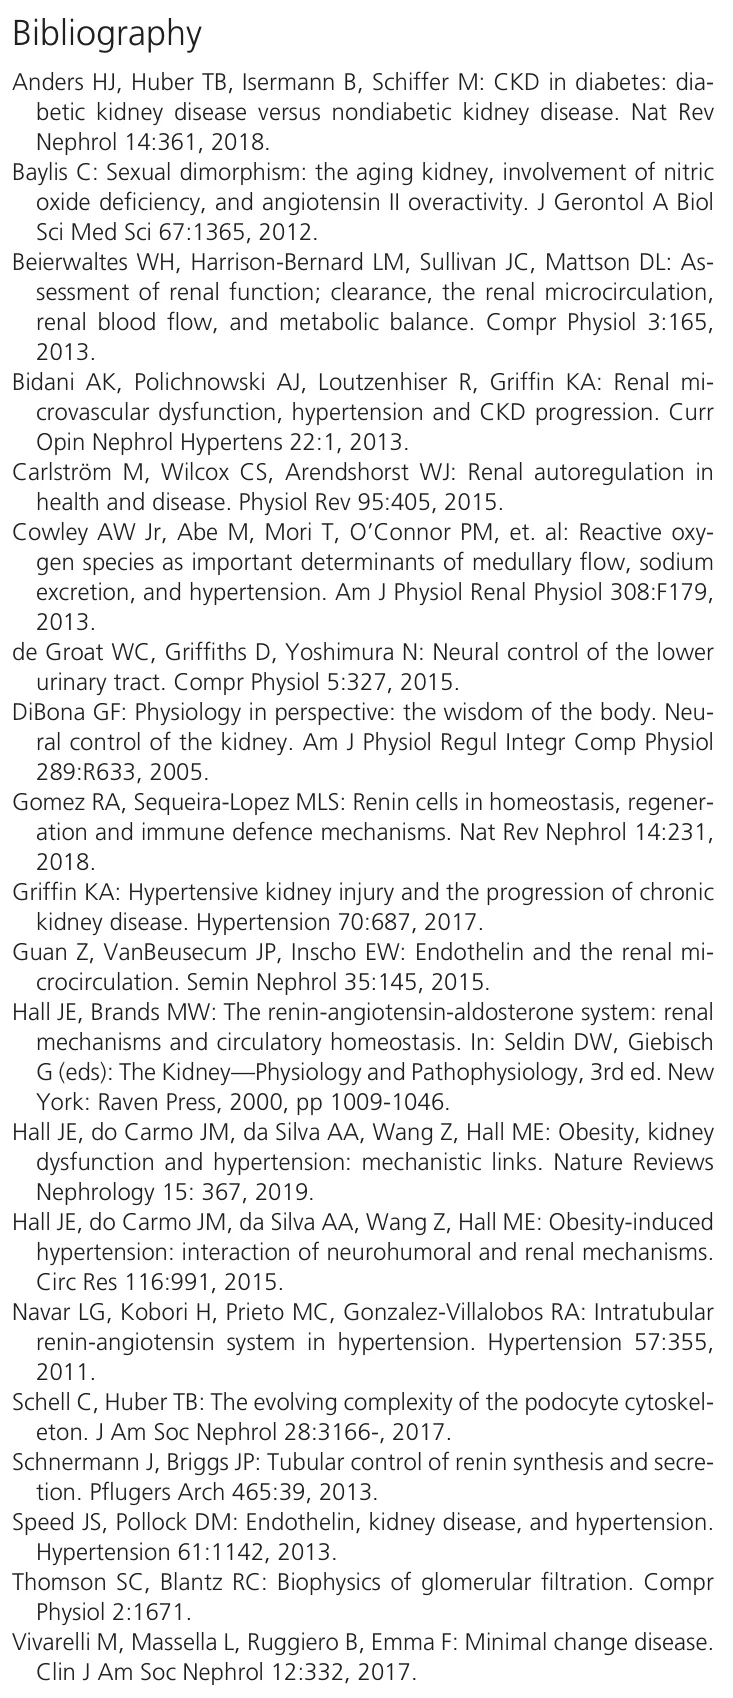 Bibliography
Anders HJ, Huber TB, Isermann B, Schiffer M: CKD in diabetes: dia-
betic kidney disease versus nondiabetic kidney disease. Nat Rev
Nephrol 14:361, 2018.
Baylis C: Sexual dimorphism: the aging kidney, involvement of nitric
oxide deficiency, and angiotensin II overactivity. J Gerontol A Biol
Sci Med Sci 67:1365, 2012.
Beierwaltes WH, Harrison-Bernard LM, Sullivan JC, Mattson DL: As-
sessment of renal function; clearance, the renal microcirculation,
renal blood flow, and metabolic balance. Compr Physiol 3:165,
2013.
Bidani AK, Polichnowski AJ, Loutzenhiser R, Griffin KA: Renal mi-
crovascular dysfunction, hypertension and CKD progression. Curr
Opin Nephrol Hypertens 22:1, 2013.
Carlström M, Wilcox CS, Arendshorst WJ: Renal autoregulation in
health and disease. Physiol Rev 95:405, 2015.
Cowley AW Jr, Abe M, Mori T, O’Connor PM, et. al: Reactive oxy-
gen species as important determinants of medullary flow, sodium
excretion, and hypertension. Am J Physiol Renal Physiol 308:F179,
2013.
de Groat WC, Griffiths D, Yoshimura N: Neural control of the lower
urinary tract. Compr Physiol 5:327, 2015.
DiBona GF: Physiology in perspective: the wisdom of the body. Neu-
ral control of the kidney. Am J Physiol Regul Integr Comp Physiol
289:R633, 2005.
Gomez RA, Sequeira-Lopez MLS: Renin cells in homeostasis, regener-
ation and immune defence mechanisms. Nat Rev Nephrol 14:231,
2018.
Griffin KA: Hypertensive kidney injury and the progression of chronic
kidney disease. Hypertension 70:687, 2017.
Guan Z, VanBeusecum JP, Inscho EW: Endothelin and the renal mi-
crocirculation. Semin Nephrol 35:145, 2015.
Hall JE, Brands MW: The renin-angiotensin-aldosterone system: renal
mechanisms and circulatory homeostasis. In: Seldin DW, Giebisch
G (eds): The Kidney—Physiology and Pathophysiology, 3rd ed. New
York: Raven Press, 2000, pp 1009-1046.
Hall JE, do Carmo JM, da Silva AA, Wang Z, Hall ME: Obesity, kidney
dysfunction and hypertension: mechanistic links. Nature Reviews
Nephrology 15: 367, 2019.
Hall JE, do Carmo JM, da Silva AA, Wang Z, Hall ME: Obesity-induced
hypertension: interaction of neurohumoral and renal mechanisms.
Circ Res 116:991, 2015.
Navar LG, Kobori H, Prieto MC, Gonzalez-Villalobos RA: Intratubular
renin-angiotensin system in hypertension. Hypertension 57:355,
2011.
Schell C, Huber TB: The evolving complexity of the podocyte cytoskel-
eton. J Am Soc Nephrol 28:3166-, 2017.
Schnermann J, Briggs JP: Tubular control of renin synthesis and secre-
tion. Pflugers Arch 465:39, 2013.
Speed JS, Pollock DM: Endothelin, kidney disease, and hypertension.
Hypertension 61:1142, 2013.
Thomson SC, Blantz RC: Biophysics of glomerular filtration. Compr
Physiol 2:1671.
Vivarelli M, Massella L, Ruggiero B, Emma F: Minimal change disease.
Clin J Am Soc Nephrol 12:332, 2017.